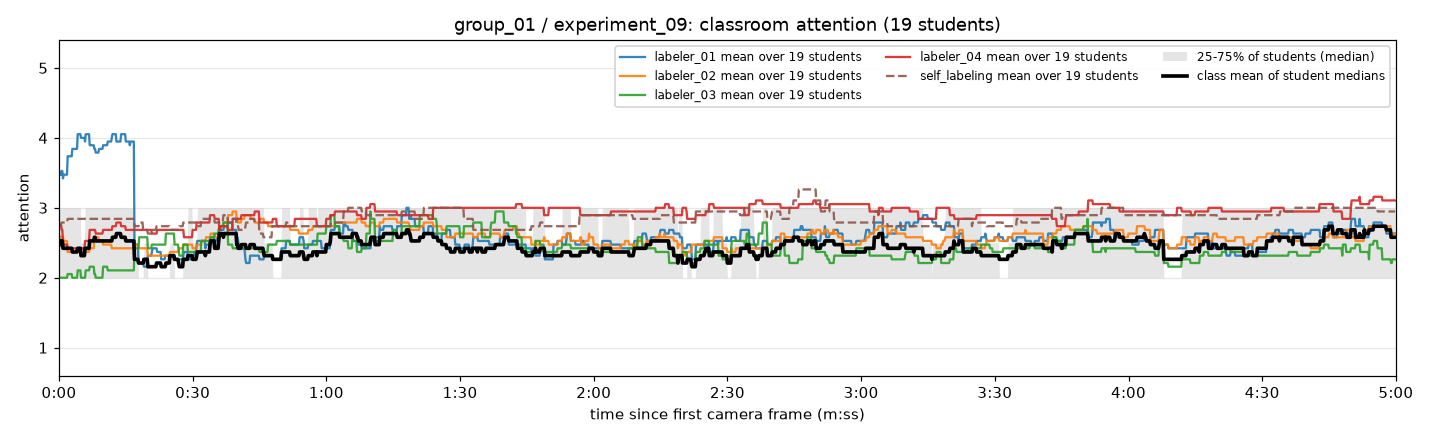 group_01 / experiment_09: classroom attention (19 students)
labeler_01 mean over 19 students
labeler_02 mean over 19 students
labeler_03 mean over 19 students
labeler_04 mean over 19 students
self_labeling mean over 19 students
25-75% of students (median)
class mean of student medians
attention
5
4
3
2
1
0:00 0:30 1:00 1:30 2:00 2:30 3:00 3:30 4:00 4:30 5:00
time since first camera frame (m:ss)